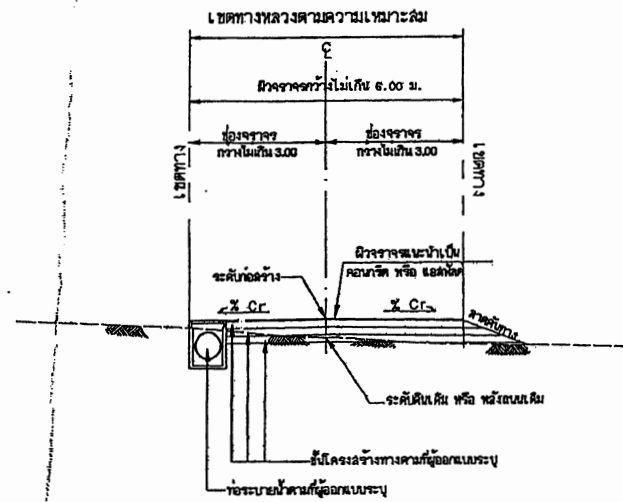 เขตทางหลวงตามความเหมาะสม
℄
ผิวจราจรกว้างไม่เกิน 6.00 ม.
ช่องจราจร
กว้างไม่เกิน 3.00
ช่องจราจร
กว้างไม่เกิน 3.00
เขตทาง
เขตทาง
ผิวจราจรแนะนำเป็น
คอนกรีต หรือ แอสฟัลต์
ระดับก่อสร้าง
% Cr
% Cr
ลาดคันทาง
ระดับดินเดิม หรือ หลังถนนเดิม
ชั้นโครงสร้างทางตามที่ผู้ออกแบบระบุ
ท่อระบายน้ำตามที่ผู้ออกแบบระบุ